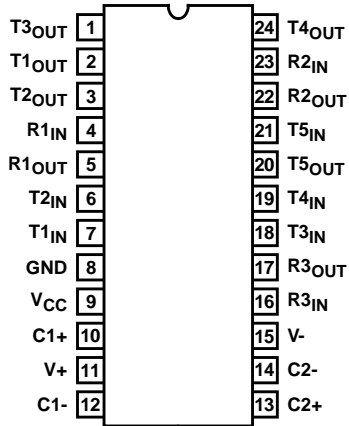 T3OUT 1 24 T4OUT
T1OUT 2 23 R2IN
T2OUT 3 22 R2OUT
R1IN 4 21 T5IN
R1OUT 5 20 T5OUT
T2IN 6 19 T4IN
T1IN 7 18 T3IN
GND 8 17 R3OUT
VCC 9 16 R3IN
C1+ 10 15 V-
V+ 11 14 C2-
C1- 12 13 C2+